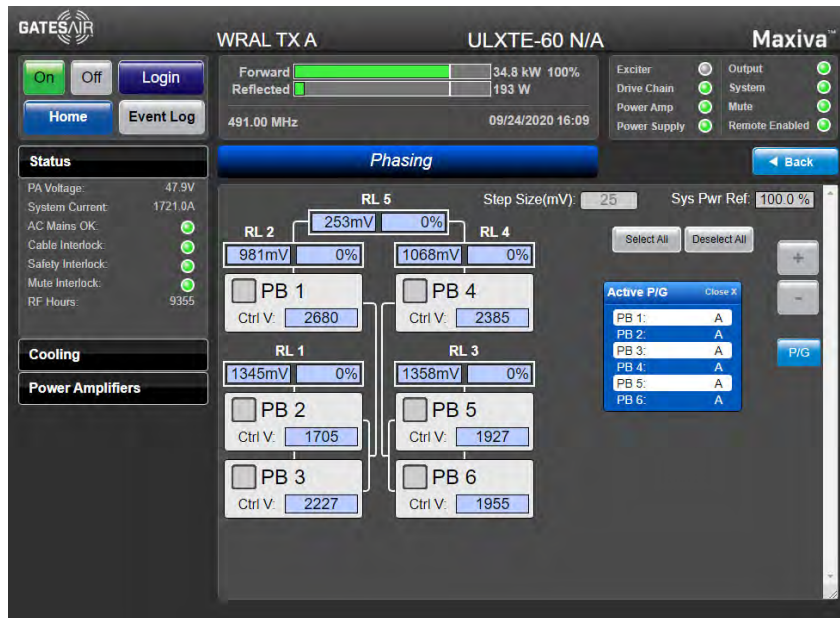 GATESAIR
WRAL TX A
ULXTE-60 N/A
Maxiva™
On
Off
Login
Home
Event Log
Forward
34.8 kW 100%
Reflected
193 W
491.00 MHz
09/24/2020 16:09
Exciter
Output
Drive Chain
System
Power Amp
Mute
Power Supply
Remote Enabled
Status
Phasing
◄ Back
PA Voltage: 47.9V
System Current: 1721.0A
AC Mains OK:
Cable Interlock:
Safety Interlock:
Mute Interlock:
RF Hours: 9355
Cooling
Power Amplifiers
RL 5
Step Size(mV): 25
Sys Pwr Ref: 100.0 %
253mV 0%
RL 2
RL 4
981mV 0%
1068mV 0%
Select All
Deselect All
+
-
P/G
PB 1
Ctrl V: 2680
PB 4
Ctrl V: 2385
RL 1
RL 3
1345mV 0%
1358mV 0%
PB 2
Ctrl V: 1705
PB 5
Ctrl V: 1927
PB 3
Ctrl V: 2227
PB 6
Ctrl V: 1955
Active P/G
Close X
PB 1: A
PB 2: A
PB 3: A
PB 4: A
PB 5: A
PB 6: A